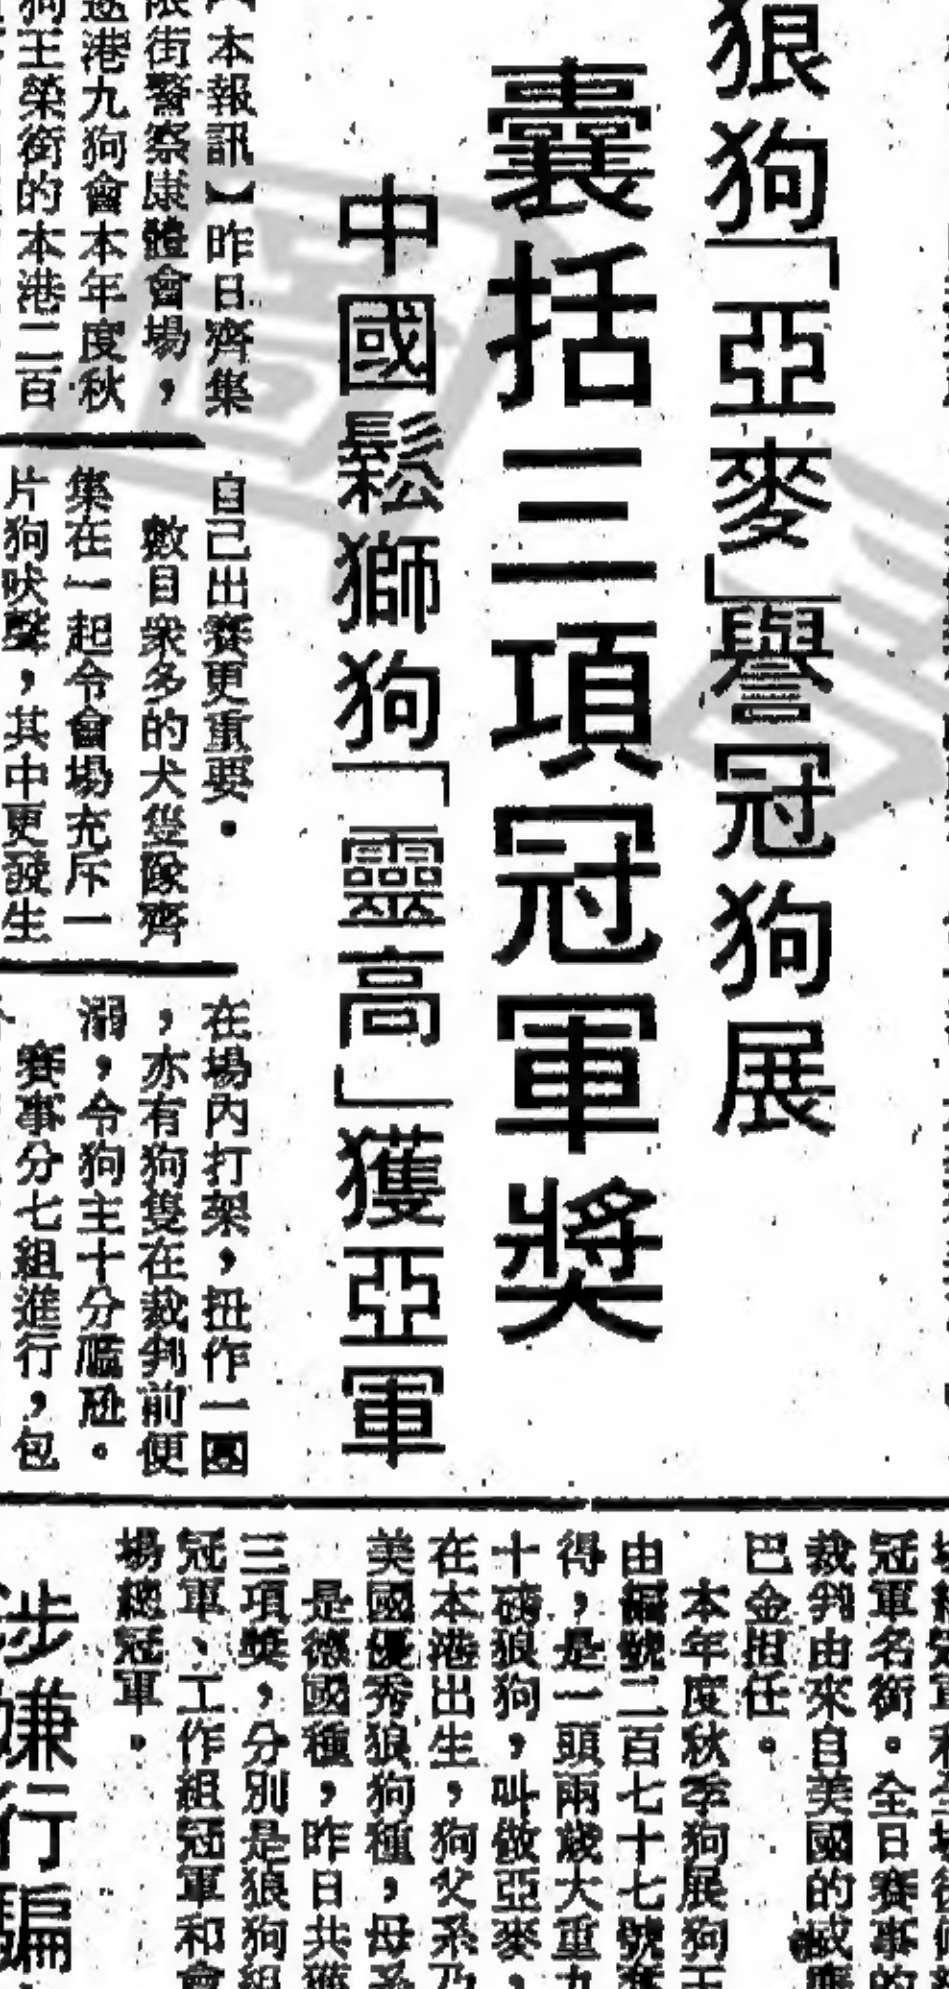 狼狗「亞麥」譽冠狗展
囊括三項冠軍獎
中國鬆獅狗「靈高」獲亞軍
【本報訊】昨日齊集
限街警察康體會場，
逐港九狗會本年度秋
狗王榮銜的本港二百
自己出賽更重要。
數目衆多的犬隻隊齊
集在一起令會場充斥一
片狗吠聲，其中更發生
在場內打架，扭作一團
，亦有狗隻在裁判前便
溺，令狗主十分尷尬。
賽事分七組進行，包
冠軍名銜。全日賽事的
裁判由來自美國的威廉
巴金担任。
本年度秋季狗展狗王
由編號二百七十七號奪
得，是一頭兩歲大重九
十磅狼狗，叫做亞麥，
在本港出生，狗父系乃
美國優秀狼狗種，母系
是德國種，昨日共獲
三項獎，分別是狼狗組
冠軍、工作組冠軍和會
場總冠軍。
涉嫌行騙